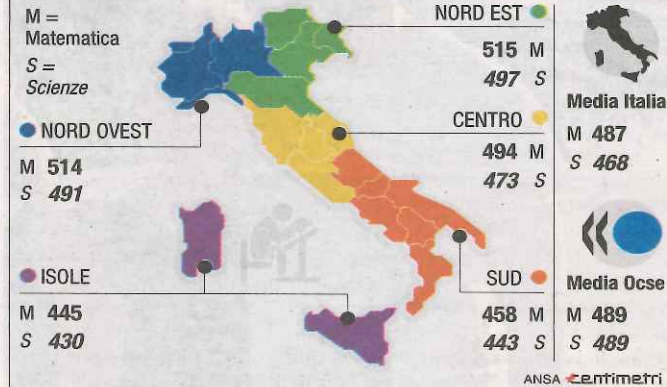 M =
Matematica
S =
Scienze
NORD OVEST
M 514
S 491
ISOLE
M 445
S 430
NORD EST
515 M
497 S
CENTRO
494 M
473 S
SUD
458 M
443 S
Media Italia
M 487
S 468
Media Ocse
M 489
S 489
ANSA centimetri